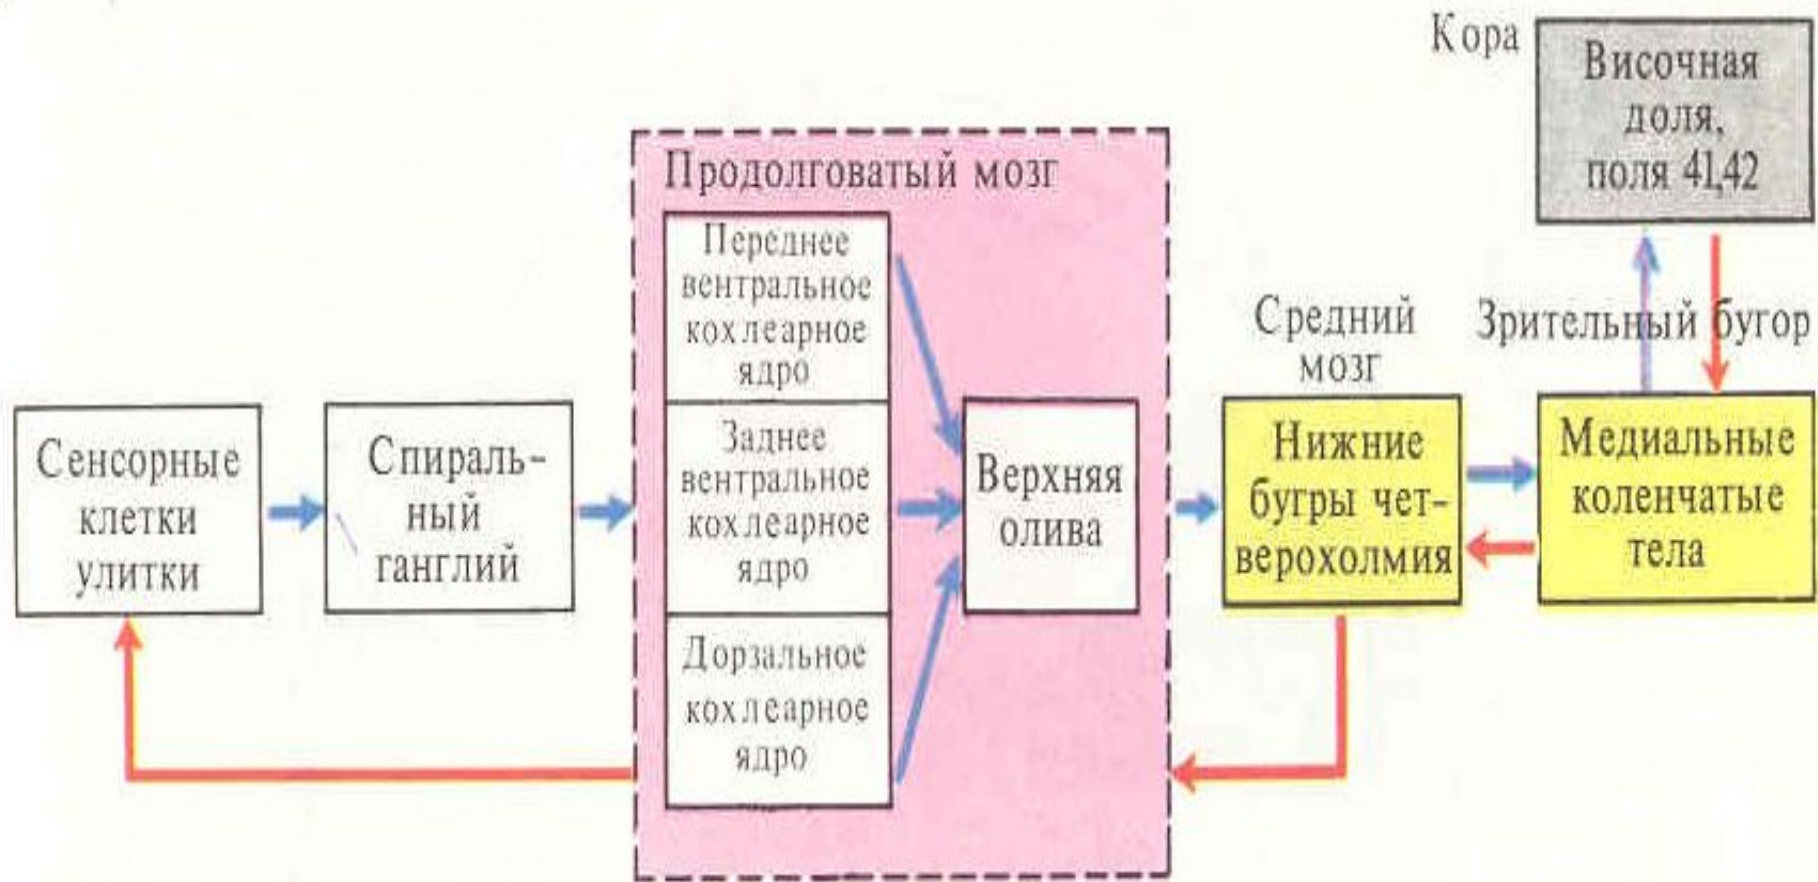 Кора
Височная
доля,
поля 41,42
Продолговатый мозг
Переднее
вентральное
кохлеарное
ядро
Заднее
вентральное
кохлеарное
ядро
Дорзальное
кохлеарное
ядро
Сенсорные
клетки
улитки
Спираль-
ный
ганглий
Верхняя
олива
Средний
мозг
Нижние
бугры чет-
верохолмия
Зрительный бугор
Медиальные
коленчатые
тела